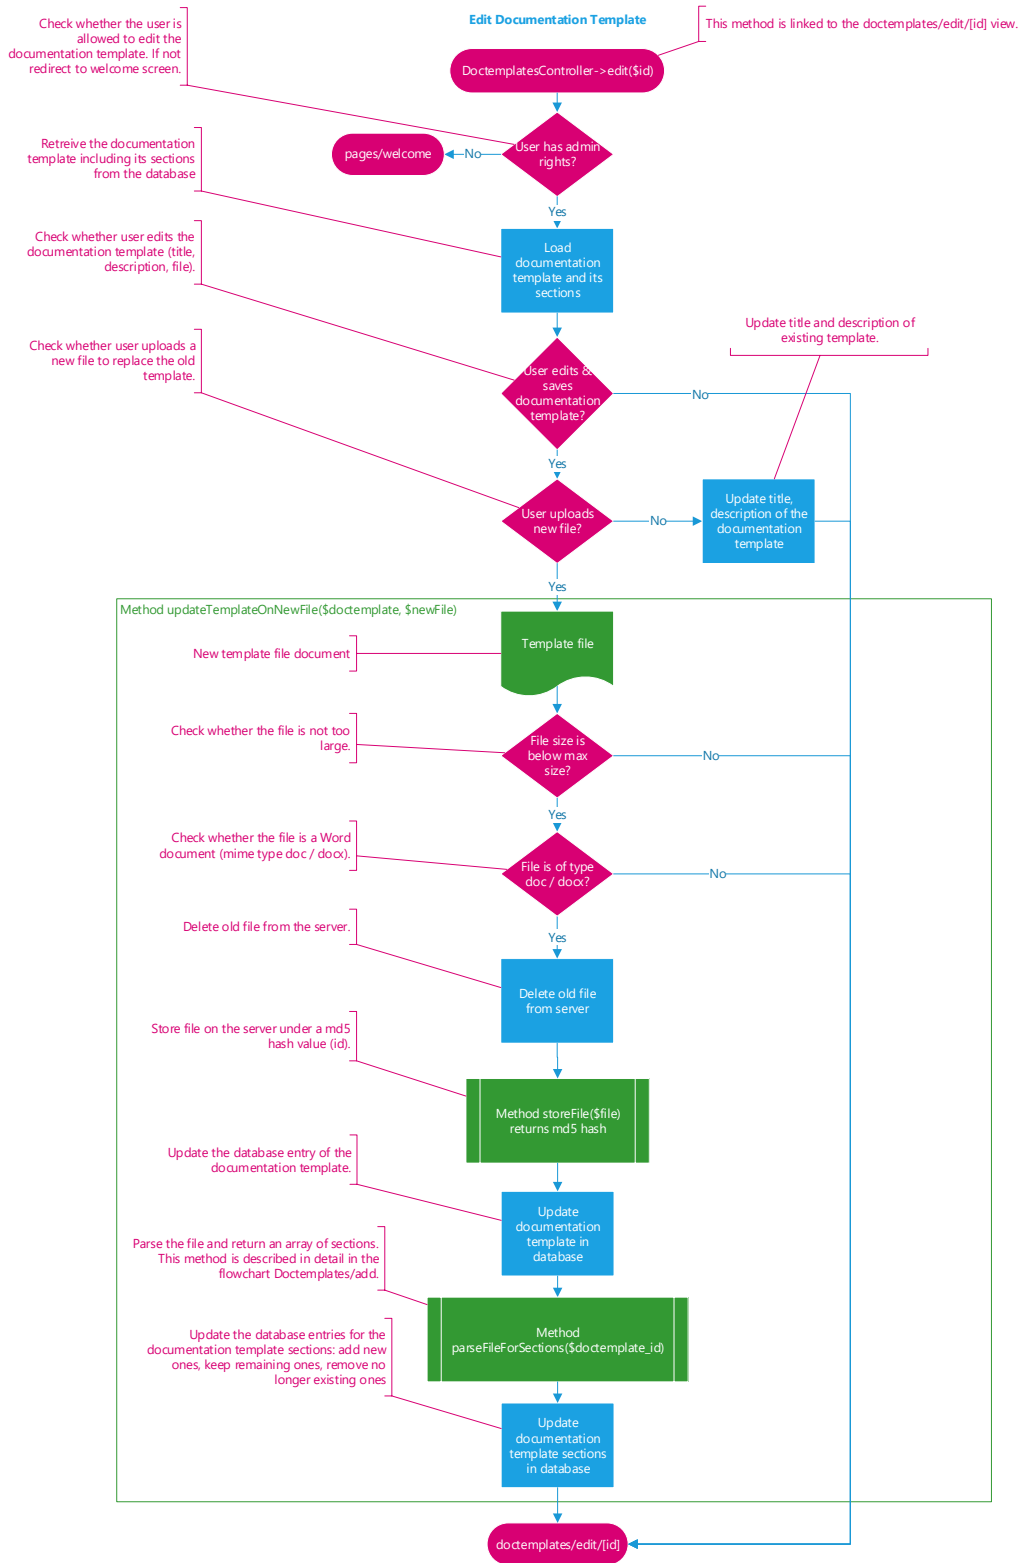 Edit Documentation Template
Check whether the user is
allowed to edit the
documentation template. If not
redirect to welcome screen.
This method is linked to the doctemplates/edit/[id] view.
DoctemplatesController->edit($id)
User has admin
rights?
No
pages/welcome
Yes
Retreive the documentation
template including its sections
from the database
Load
documentation
template and its
sections
Check whether user edits the
documentation template (title,
description, file).
User edits &
saves
documentation
template?
No
Yes
Update title and description of
existing template.
Check whether user uploads a
new file to replace the old
template.
User uploads
new file?
No
Update title,
description of the
documentation
template
Yes
Method updateTemplateOnNewFile($doctemplate, $newFile)
Template file
New template file document
Check whether the file is not too
large.
File size is
below max
size?
No
Yes
Check whether the file is a Word
document (mime type doc / docx).
File is of type
doc / docx?
No
Yes
Delete old file from the server.
Delete old file
from server
Store file on the server under a md5
hash value (id).
Method storeFile($file)
returns md5 hash
Update the database entry of the
documentation template.
Update
documentation
template in
database
Parse the file and return an array of sections.
This method is described in detail in the
flowchart Doctemplates/add.
Method
parseFileForSections($doctemplate_id)
Update the database entries for the
documentation template sections: add new
ones, keep remaining ones, remove no
longer existing ones
Update
documentation
template sections
in database
doctemplates/edit/[id]